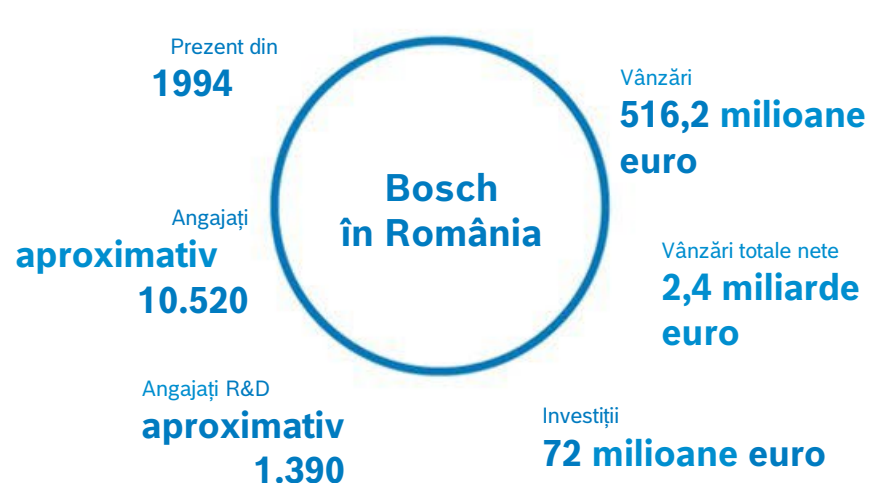 Prezent din
1994
Vânzări
516,2 milioane
euro
Bosch
în România
Angajați
aproximativ
10.520
Vânzări totale nete
2,4 miliarde
euro
Angajați R&D
aproximativ
1.390
Investiții
72 milioane euro